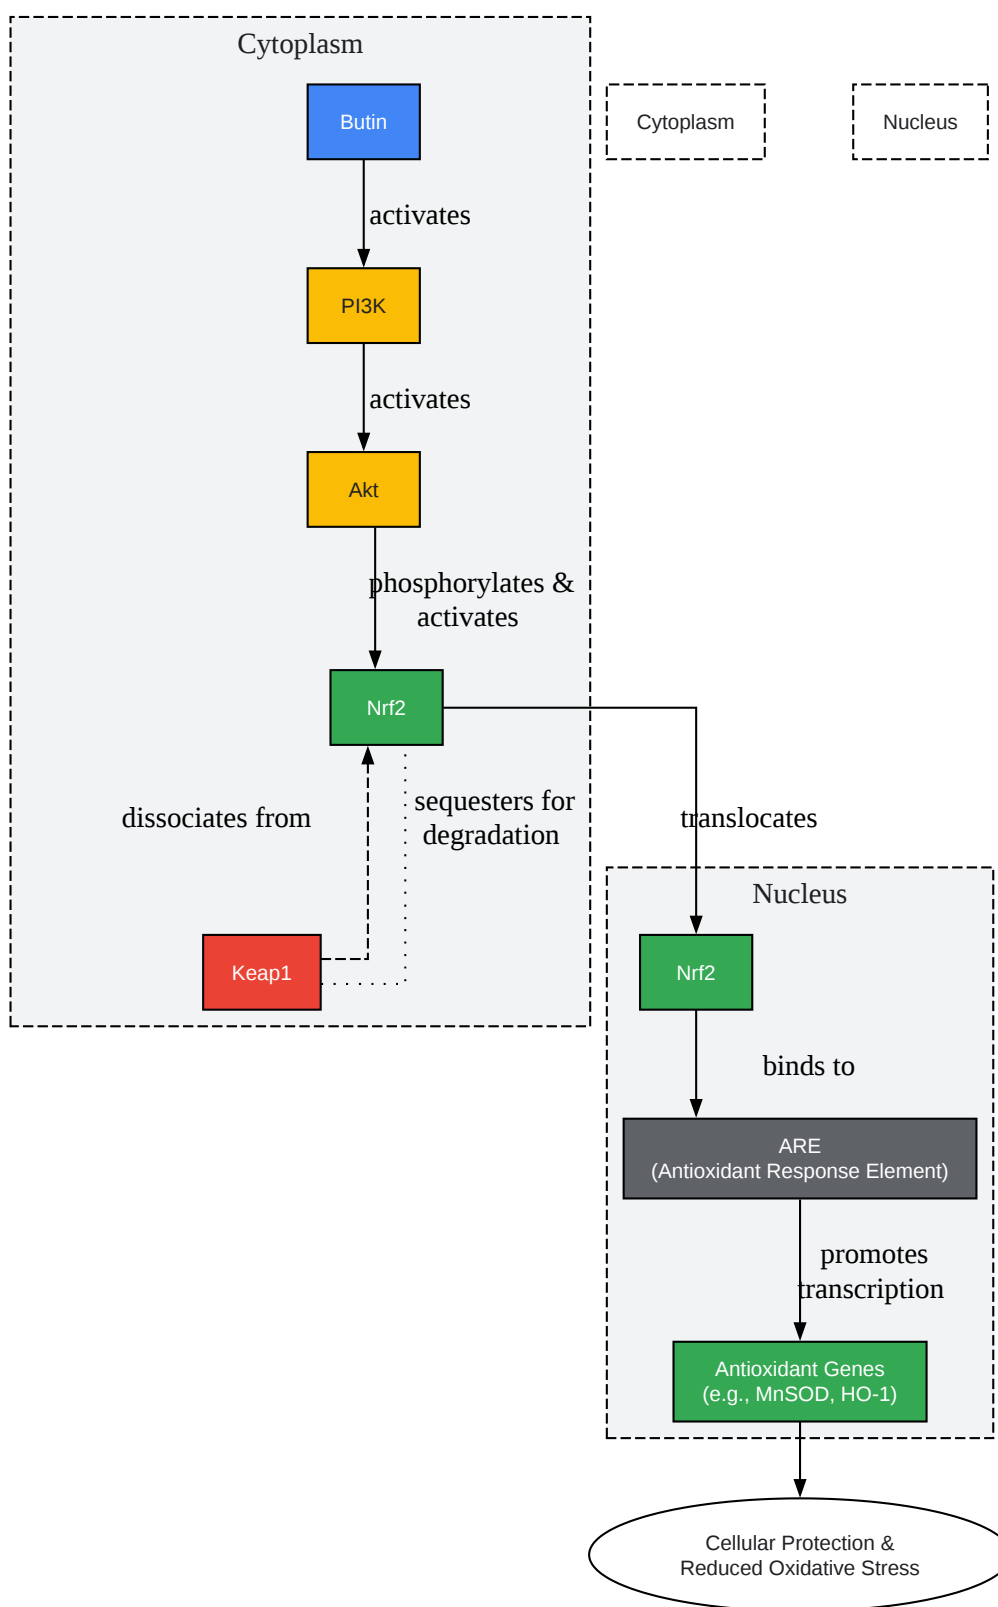 Cytoplasm
Butin
Cytoplasm
Nucleus
activates
PI3K
activates
Akt
phosphorylates &
activates
Nrf2
dissociates from
sequesters for
degradation
translocates
Nucleus
Keap1
Nrf2
binds to
ARE
(Antioxidant Response Element)
promotes
transcription
Antioxidant Genes
(e.g., MnSOD, HO-1)
Cellular Protection &
Reduced Oxidative Stress